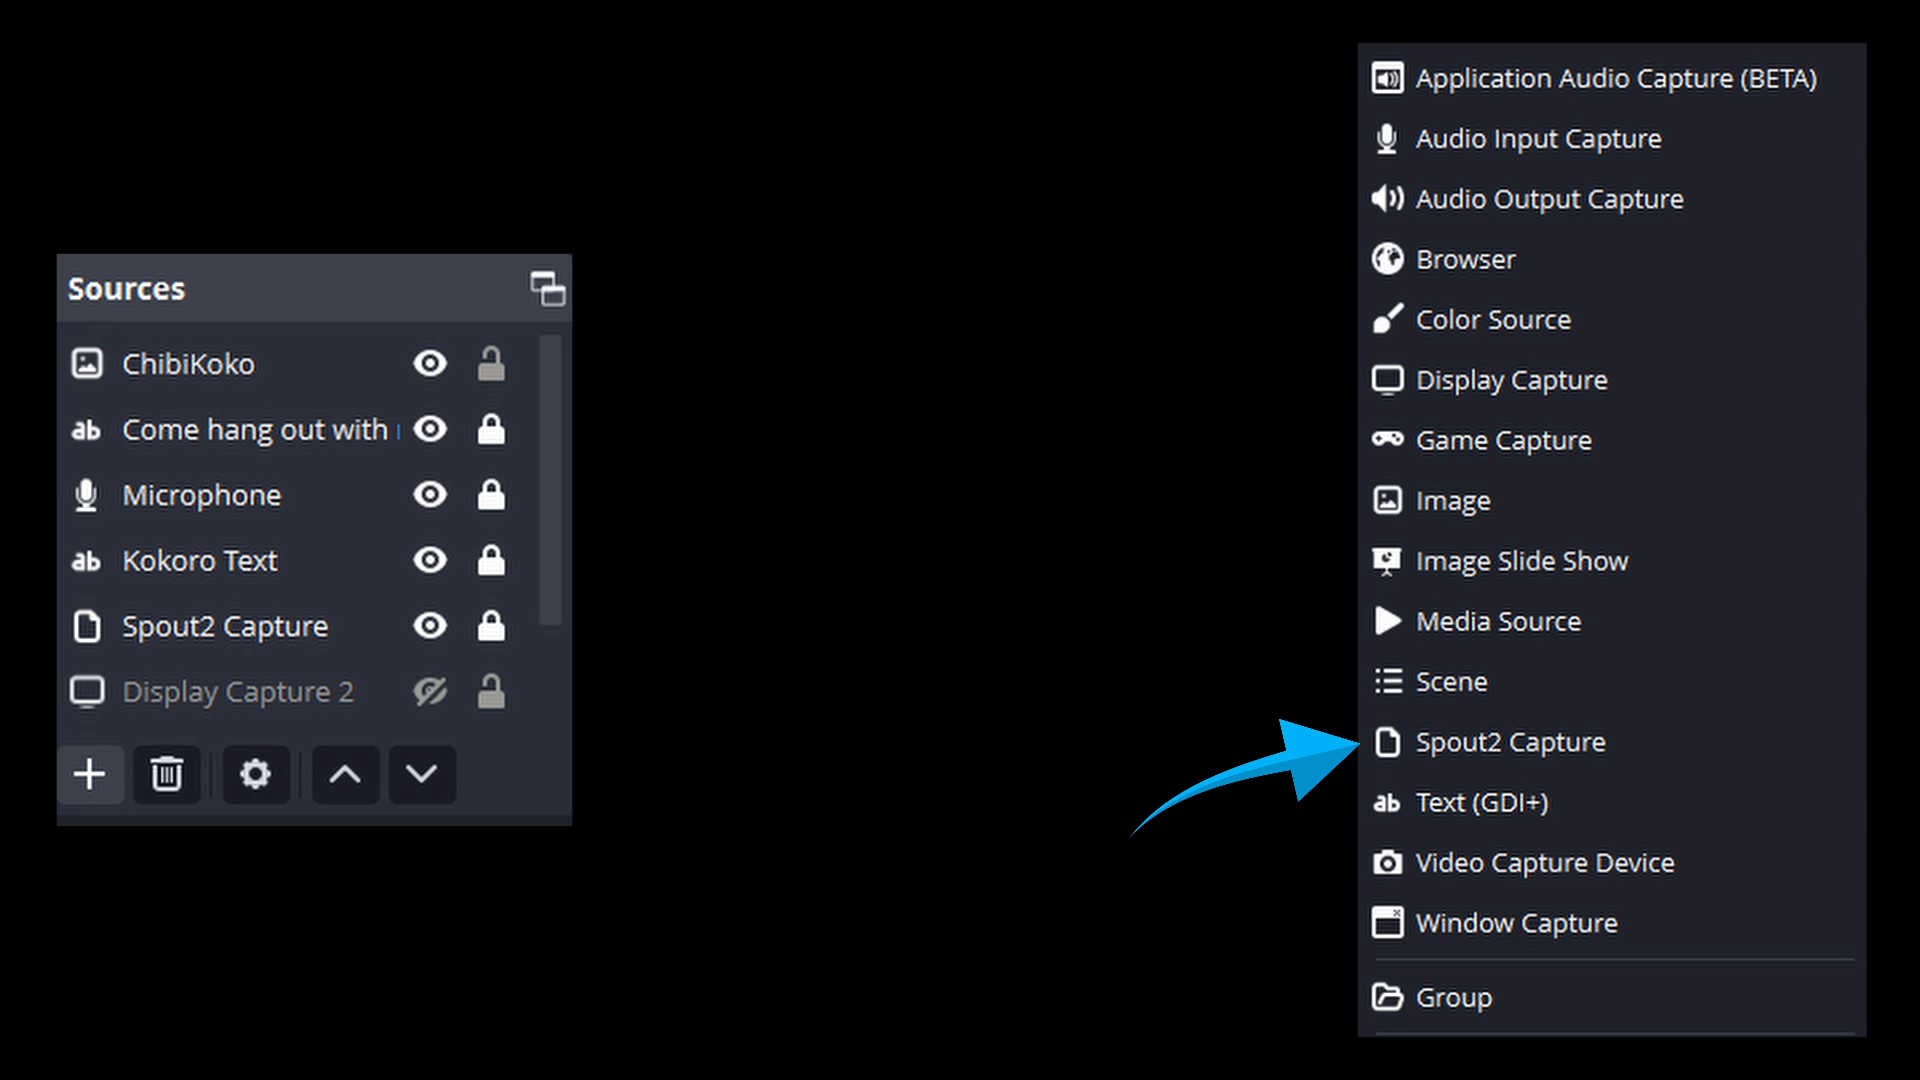 Sources
ChibiKoko
Come hang out with
Microphone
Kokoro Text
Spout2 Capture
Display Capture 2
Application Audio Capture (BETA)
Audio Input Capture
Audio Output Capture
Browser
Color Source
Display Capture
Game Capture
Image
Image Slide Show
Media Source
Scene
Spout2 Capture
Text (GDI+)
Video Capture Device
Window Capture
Group